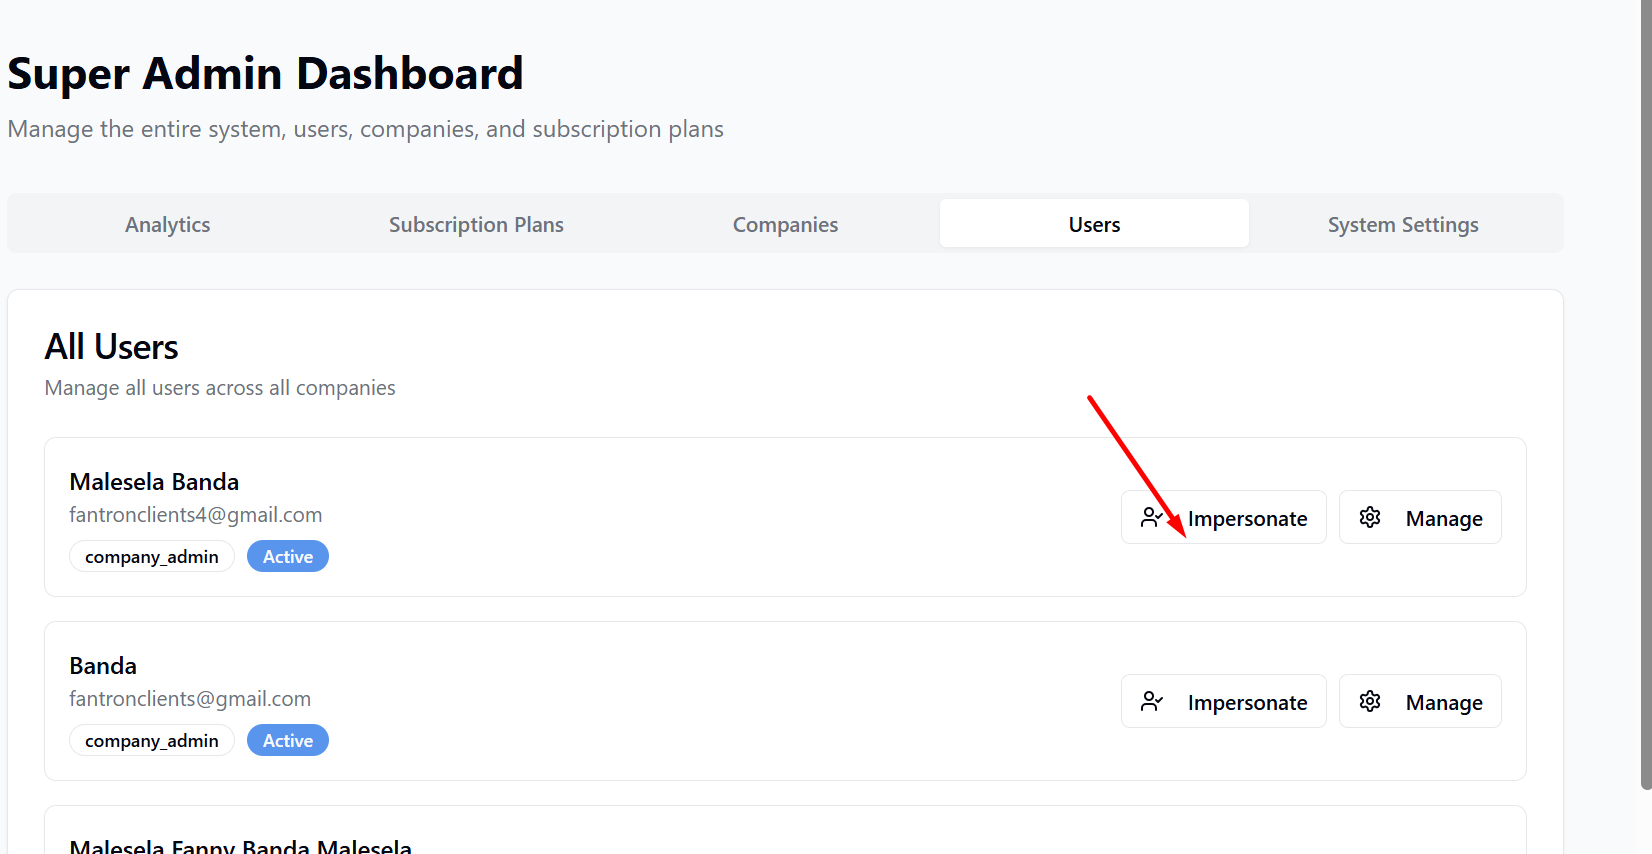 Super Admin Dashboard
Manage the entire system, users, companies, and subscription plans
Analytics Subscription Plans Companies Users System Settings
All Users
Manage all users across all companies
Malesela Banda
fantronclients4@gmail.com
company_admin Active
Impersonate Manage
Banda
fantronclients@gmail.com
company_admin Active
Impersonate Manage
Malesela Fanny Banda Malesela